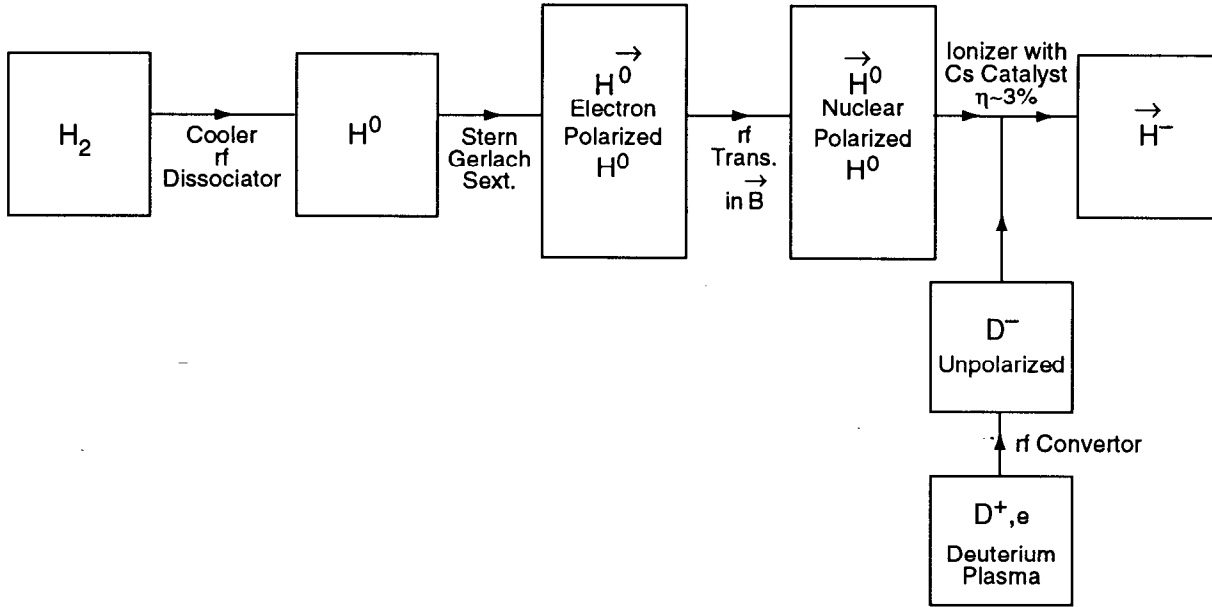 H₂
Cooler
rf
Dissociator
H⁰
Stern
Gerlach
Sext.
H⁰→
Electron
Polarized
H⁰
rf
Trans.
in B→
H⁰→
Nuclear
Polarized
H⁰
Ionizer with
Cs Catalyst
η~3%
H⁻→
D⁻
Unpolarized
rf Convertor
D⁺,e
Deuterium
Plasma